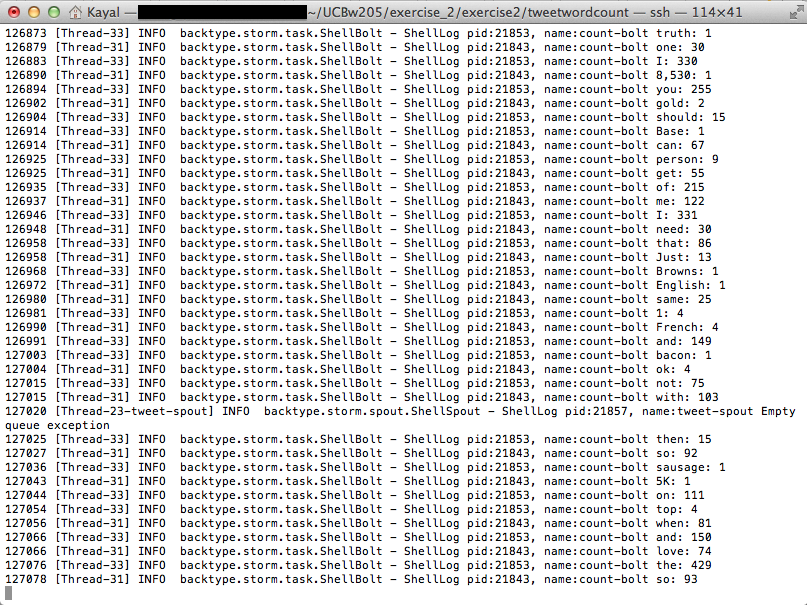 Kayal — ~/UCBw205/exercise_2/exercise2/tweetwordcount — ssh — 114×41
126873 [Thread-33] INFO  backtype.storm.task.ShellBolt - ShellLog pid:21853, name:count-bolt truth: 1
126879 [Thread-31] INFO  backtype.storm.task.ShellBolt - ShellLog pid:21843, name:count-bolt one: 30
126883 [Thread-33] INFO  backtype.storm.task.ShellBolt - ShellLog pid:21853, name:count-bolt I: 330
126890 [Thread-31] INFO  backtype.storm.task.ShellBolt - ShellLog pid:21843, name:count-bolt 8,530: 1
126894 [Thread-33] INFO  backtype.storm.task.ShellBolt - ShellLog pid:21853, name:count-bolt you: 255
126902 [Thread-31] INFO  backtype.storm.task.ShellBolt - ShellLog pid:21843, name:count-bolt gold: 2
126904 [Thread-33] INFO  backtype.storm.task.ShellBolt - ShellLog pid:21853, name:count-bolt should: 15
126914 [Thread-33] INFO  backtype.storm.task.ShellBolt - ShellLog pid:21853, name:count-bolt Base: 1
126914 [Thread-31] INFO  backtype.storm.task.ShellBolt - ShellLog pid:21843, name:count-bolt can: 67
126925 [Thread-33] INFO  backtype.storm.task.ShellBolt - ShellLog pid:21853, name:count-bolt person: 9
126925 [Thread-31] INFO  backtype.storm.task.ShellBolt - ShellLog pid:21843, name:count-bolt get: 55
126935 [Thread-33] INFO  backtype.storm.task.ShellBolt - ShellLog pid:21853, name:count-bolt of: 215
126937 [Thread-31] INFO  backtype.storm.task.ShellBolt - ShellLog pid:21843, name:count-bolt me: 122
126946 [Thread-33] INFO  backtype.storm.task.ShellBolt - ShellLog pid:21853, name:count-bolt I: 331
126948 [Thread-31] INFO  backtype.storm.task.ShellBolt - ShellLog pid:21843, name:count-bolt need: 30
126958 [Thread-33] INFO  backtype.storm.task.ShellBolt - ShellLog pid:21853, name:count-bolt that: 86
126958 [Thread-31] INFO  backtype.storm.task.ShellBolt - ShellLog pid:21843, name:count-bolt Just: 13
126968 [Thread-33] INFO  backtype.storm.task.ShellBolt - ShellLog pid:21853, name:count-bolt Browns: 1
126972 [Thread-31] INFO  backtype.storm.task.ShellBolt - ShellLog pid:21843, name:count-bolt English: 1
126980 [Thread-31] INFO  backtype.storm.task.ShellBolt - ShellLog pid:21843, name:count-bolt same: 25
126981 [Thread-33] INFO  backtype.storm.task.ShellBolt - ShellLog pid:21853, name:count-bolt 1: 4
126990 [Thread-31] INFO  backtype.storm.task.ShellBolt - ShellLog pid:21843, name:count-bolt French: 4
126991 [Thread-33] INFO  backtype.storm.task.ShellBolt - ShellLog pid:21853, name:count-bolt and: 149
127003 [Thread-33] INFO  backtype.storm.task.ShellBolt - ShellLog pid:21853, name:count-bolt bacon: 1
127004 [Thread-31] INFO  backtype.storm.task.ShellBolt - ShellLog pid:21843, name:count-bolt ok: 4
127015 [Thread-33] INFO  backtype.storm.task.ShellBolt - ShellLog pid:21853, name:count-bolt not: 75
127015 [Thread-31] INFO  backtype.storm.task.ShellBolt - ShellLog pid:21843, name:count-bolt with: 103
127020 [Thread-23-tweet-spout] INFO  backtype.storm.spout.ShellSpout - ShellLog pid:21857, name:tweet-spout Empty
queue exception
127025 [Thread-33] INFO  backtype.storm.task.ShellBolt - ShellLog pid:21853, name:count-bolt then: 15
127027 [Thread-31] INFO  backtype.storm.task.ShellBolt - ShellLog pid:21843, name:count-bolt so: 92
127036 [Thread-33] INFO  backtype.storm.task.ShellBolt - ShellLog pid:21853, name:count-bolt sausage: 1
127043 [Thread-31] INFO  backtype.storm.task.ShellBolt - ShellLog pid:21843, name:count-bolt 5K: 1
127044 [Thread-33] INFO  backtype.storm.task.ShellBolt - ShellLog pid:21853, name:count-bolt on: 111
127054 [Thread-33] INFO  backtype.storm.task.ShellBolt - ShellLog pid:21853, name:count-bolt top: 4
127056 [Thread-31] INFO  backtype.storm.task.ShellBolt - ShellLog pid:21843, name:count-bolt when: 81
127066 [Thread-33] INFO  backtype.storm.task.ShellBolt - ShellLog pid:21853, name:count-bolt and: 150
127066 [Thread-31] INFO  backtype.storm.task.ShellBolt - ShellLog pid:21843, name:count-bolt love: 74
127076 [Thread-33] INFO  backtype.storm.task.ShellBolt - ShellLog pid:21853, name:count-bolt the: 429
127078 [Thread-31] INFO  backtype.storm.task.ShellBolt - ShellLog pid:21843, name:count-bolt so: 93